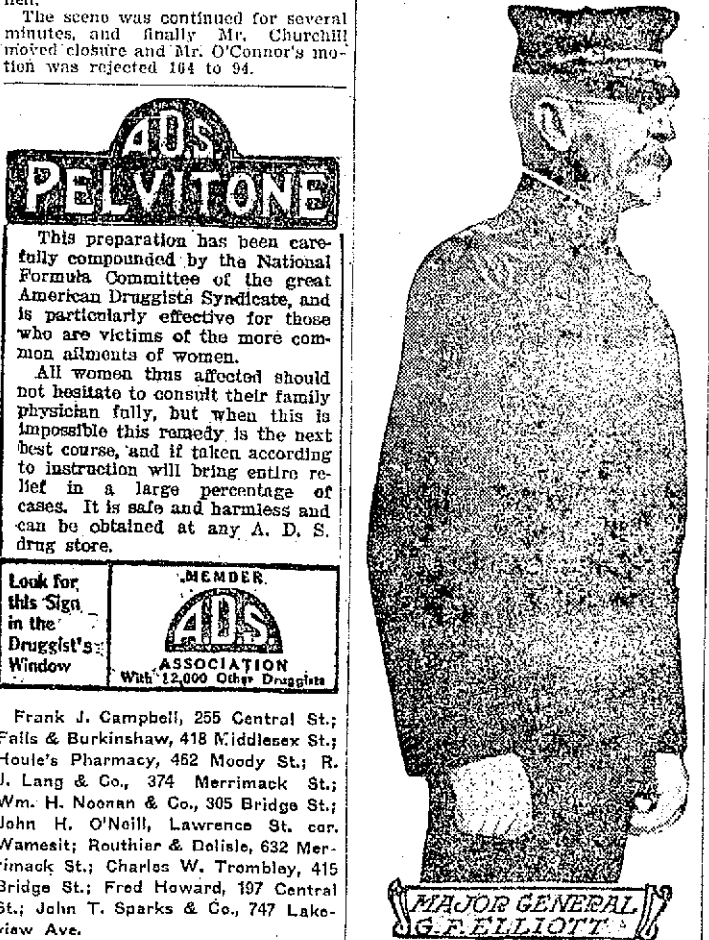 The scene was continued for several
minutes, and finally Mr. Churchill
moved closure and Mr. O'Connor's mo-
tion was rejected 164 to 94.
A.D.S.
PELVITONE
This preparation has been care-
fully compounded by the National
Formula Committee of the great
American Druggists Syndicate, and
is particularly effective for those
who are victims of the more com-
mon ailments of women.
All women thus affected should
not hesitate to consult their family
physician fully, but when this is
impossible this remedy is the next
best course, and if taken according
to instruction will bring entire re-
lief in a large percentage of
cases. It is safe and harmless and
can be obtained at any A. D. S.
drug store.
Look for
this Sign
in the
Druggist's
Window
MEMBER
A.D.S.
ASSOCIATION
With 12,000 Other Druggists
Frank J. Campbell, 255 Central St.;
Falls & Burkinshaw, 418 Middlesex St.;
Houle's Pharmacy, 462 Moody St.; R.
J. Lang & Co., 374 Merrimack St.;
Wm. H. Noonan & Co., 305 Bridge St.;
John H. O'Neill, Lawrence St. cor.
Wamesit; Routhier & Delisle, 632 Mer-
rimack St.; Charles W. Trombley, 415
Bridge St.; Fred Howard, 197 Central
St.; John T. Sparks & Co., 747 Lake-
view Ave.
MAJOR GENERAL
G.F. ELLIOTT